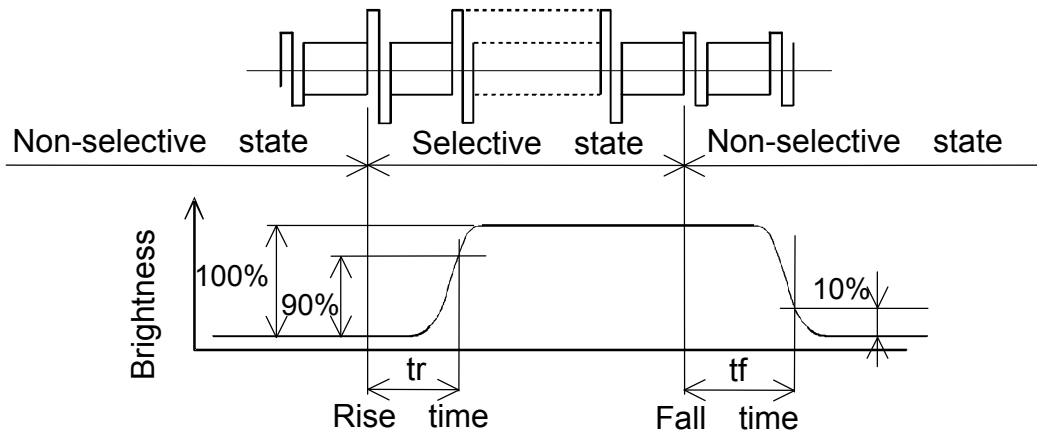 Non-selective state
Selective state
Non-selective state
Brightness
100%
90%
10%
tr
tf
Rise time
Fall time